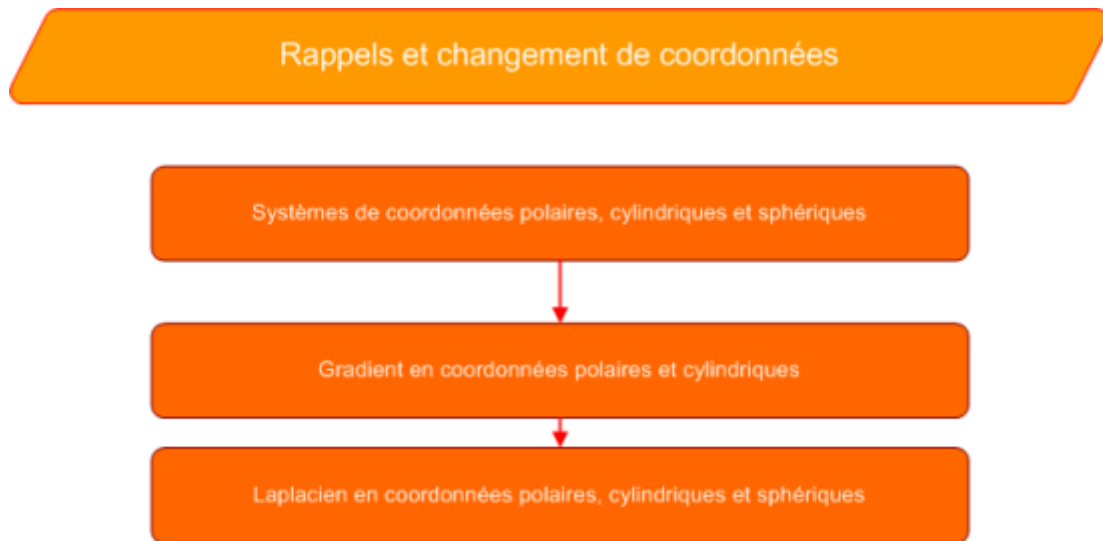 Rappels et changement de coordonnées
Systèmes de coordonnées polaires, cylindriques et sphériques
Gradient en coordonnées polaires et cylindriques
Laplacien en coordonnées polaires, cylindriques et sphériques